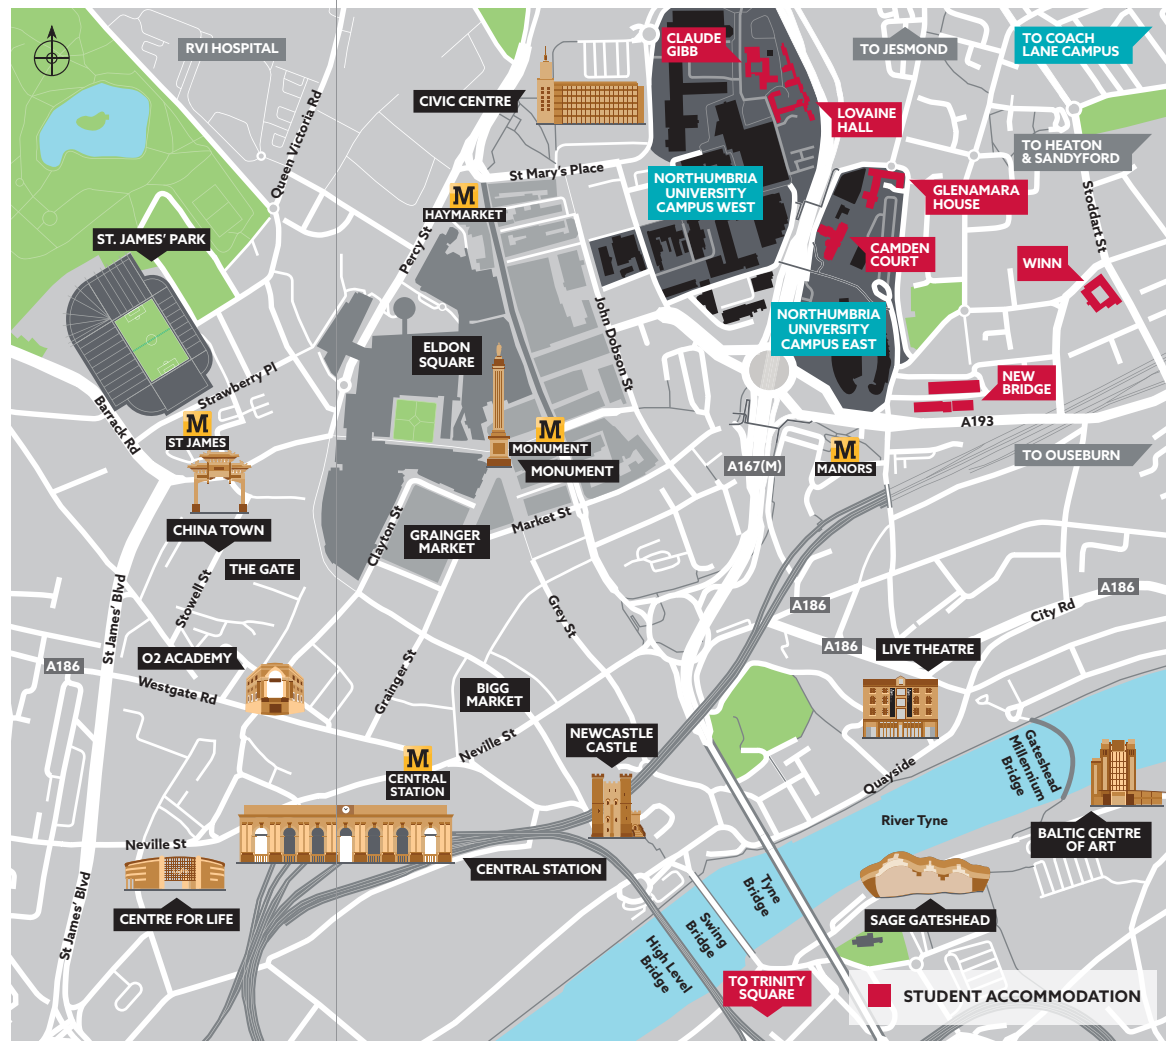 RVI HOSPITAL
CLAUDE
GIBB
TO JESMOND
TO COACH
LANE CAMPUS
CIVIC CENTRE
LOVAINE
HALL
Queen Victoria Rd
TO HEATON
& SANDYFORD
St Mary's Place
NORTHUMBRIA
UNIVERSITY
CAMPUS WEST
M
HAYMARKET
GLENAMARA
HOUSE
Stoddart St
ST. JAMES' PARK
Percy St
CAMDEN
COURT
WINN
NORTHUMBRIA
UNIVERSITY
CAMPUS EAST
John Dobson St
ELDON
SQUARE
NEW
BRIDGE
Strawberry Pl
Barrack Rd
M
ST JAMES
M
MONUMENT
MONUMENT
A193
M
MANORS
A167(M)
TO OUSEBURN
CHINA TOWN
Clayton St
GRAINGER
MARKET
Market St
THE GATE
Stowell St
St James' Blvd
Grey St
A186
A186
City Rd
A186
LIVE THEATRE
O2 ACADEMY
A186
Westgate Rd
Grainger St
BIGG
MARKET
NEWCASTLE
CASTLE
Neville St
M
CENTRAL
STATION
Quayside
Gateshead
Millennium
Bridge
River Tyne
BALTIC CENTRE
OF ART
Neville St
CENTRAL STATION
CENTRE FOR LIFE
St James' Blvd
Tyne
Bridge
Swing
Bridge
High Level
Bridge
SAGE GATESHEAD
TO TRINITY
SQUARE
STUDENT ACCOMMODATION